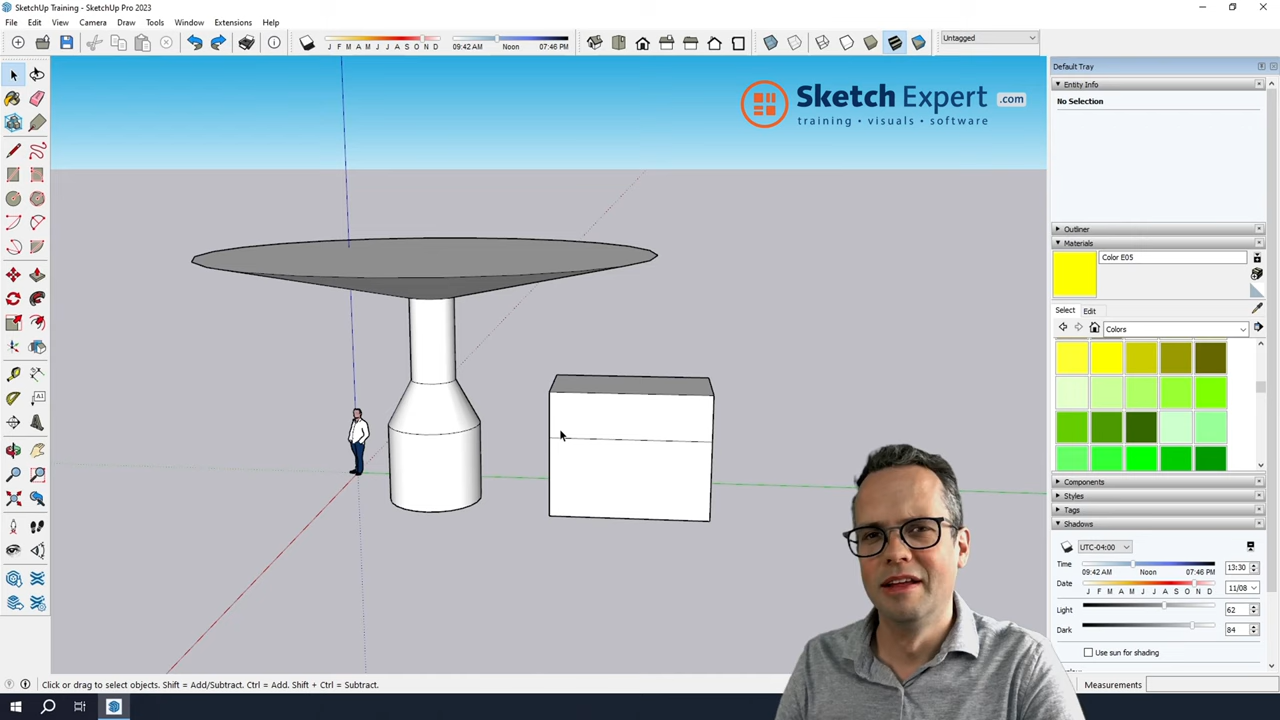 SketchUp Training - SketchUp Pro 2023
File Edit View Camera Draw Tools Window Extensions Help
J F M A M J J A S O N D
09:42 AM Noon 07:46 PM
Untagged
Default Tray
Entity Info
No Selection
Sketch Expert .com
training • visuals • software
Outliner
Materials
Color E05
Select Edit
Colors
Components
Styles
Tags
Shadows
UTC-04:00
Time
09:42 AM Noon 07:46 PM
13:30
Date
J F M A M J J A S O N D
11/08
Light
62
Dark
84
Use sun for shading
Click or drag to select objects. Shift = Add/Subtract. Ctrl = Add. Shift + Ctrl = Subtract.
Measurements